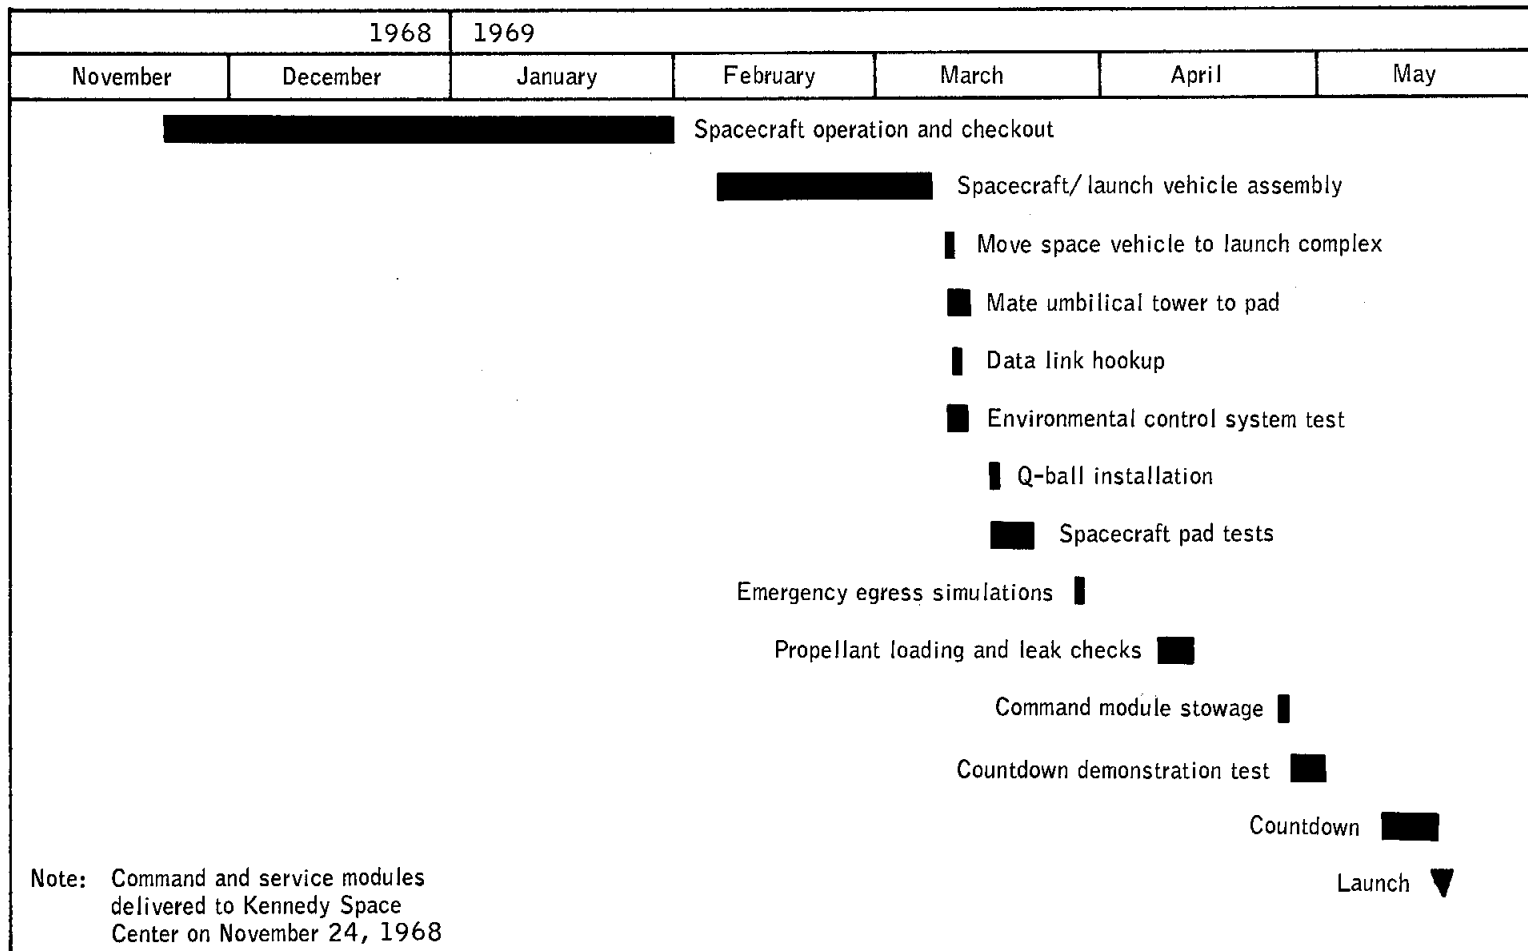 1968 1969
November December January February March April May
Spacecraft operation and checkout
Spacecraft/launch vehicle assembly
Move space vehicle to launch complex
Mate umbilical tower to pad
Data link hookup
Environmental control system test
Q-ball installation
Spacecraft pad tests
Emergency egress simulations
Propellant loading and leak checks
Command module stowage
Countdown demonstration test
Countdown
Launch
Note: Command and service modules
delivered to Kennedy Space
Center on November 24, 1968